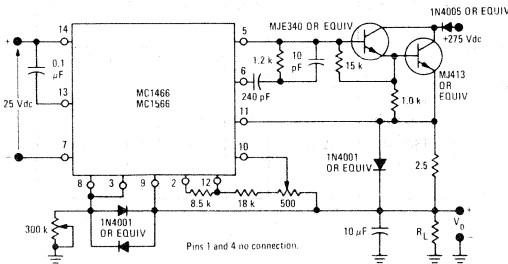 1N4005 OR EQUIV
MJE340 OR EQUIV
+275 Vdc
14
5
+
0.1
µF
MC1466
MC1566
1.2 k
10
pF
15 k
MJ413
OR
EQUIV
6
240 pF
25 Vdc
13
1.0 k
11
7
10
1N4001
OR EQUIV
2.5
8
3
9
2
12
8.5 k
18 k
500
300 k
1N4001
OR EQUIV
10 µF
RL
+
VO
−
Pins 1 and 4 no connection.